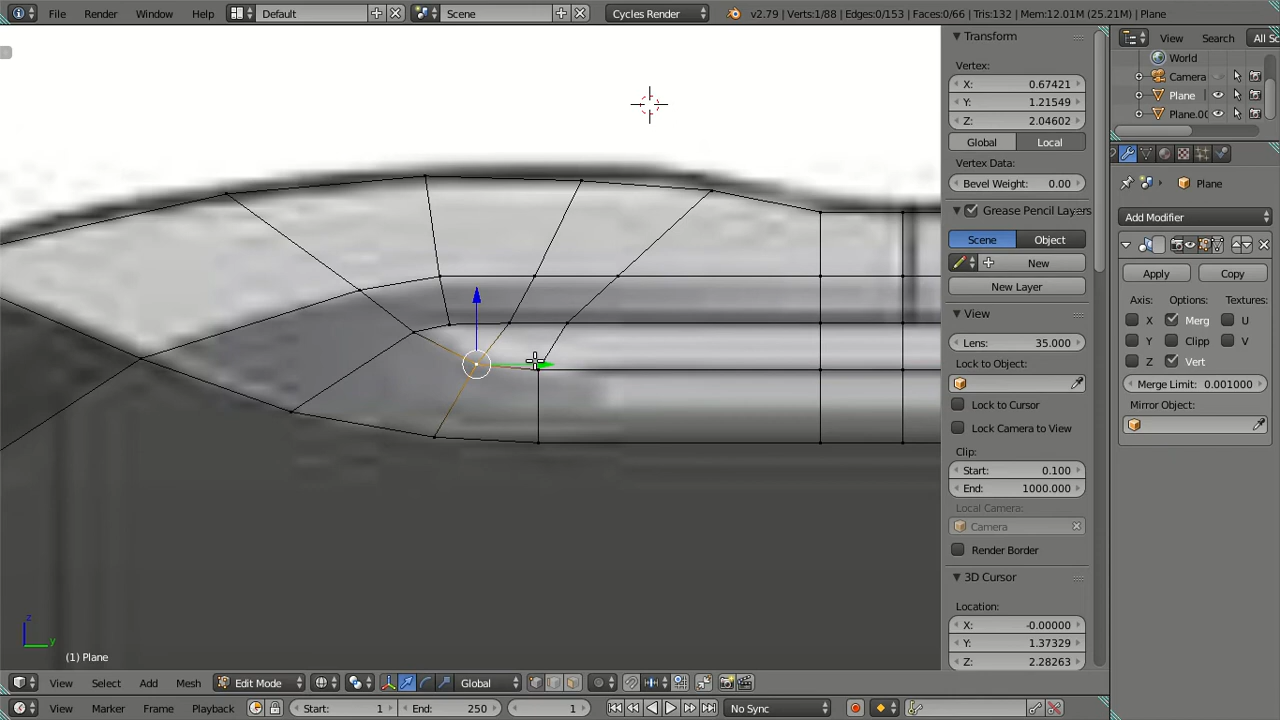 File Render Window Help Default Scene Cycles Render v2.79 | Verts:1/88 | Edges:0/153 | Faces:0/66 | Tris:132 | Mem:12.01M (25.21M) | Plane
Transform
Vertex:
X: 0.67421
Y: 1.21549
Z: 2.04602
Global Local
Vertex Data:
Bevel Weight: 0.00
Grease Pencil Layers
Scene Object
New
New Layer
View
Lens: 35.000
Lock to Object:
Lock to Cursor
Lock Camera to View
Clip:
Start: 0.100
End: 1000.000
Local Camera:
Camera
Render Border
3D Cursor
Location:
X: -0.00000
Y: 1.37329
Z: 2.28263
View Search All Sc
World
Camera
Plane
Plane.00
Plane
Add Modifier
Apply Copy
Axis: Options: Textures:
X Merg U
Y Clipp V
Z Vert
Merge Limit: 0.001000
Mirror Object:
z
y
(1) Plane
View Select Add Mesh Edit Mode Global
View Marker Frame Playback Start: 1 End: 250 1 No Sync